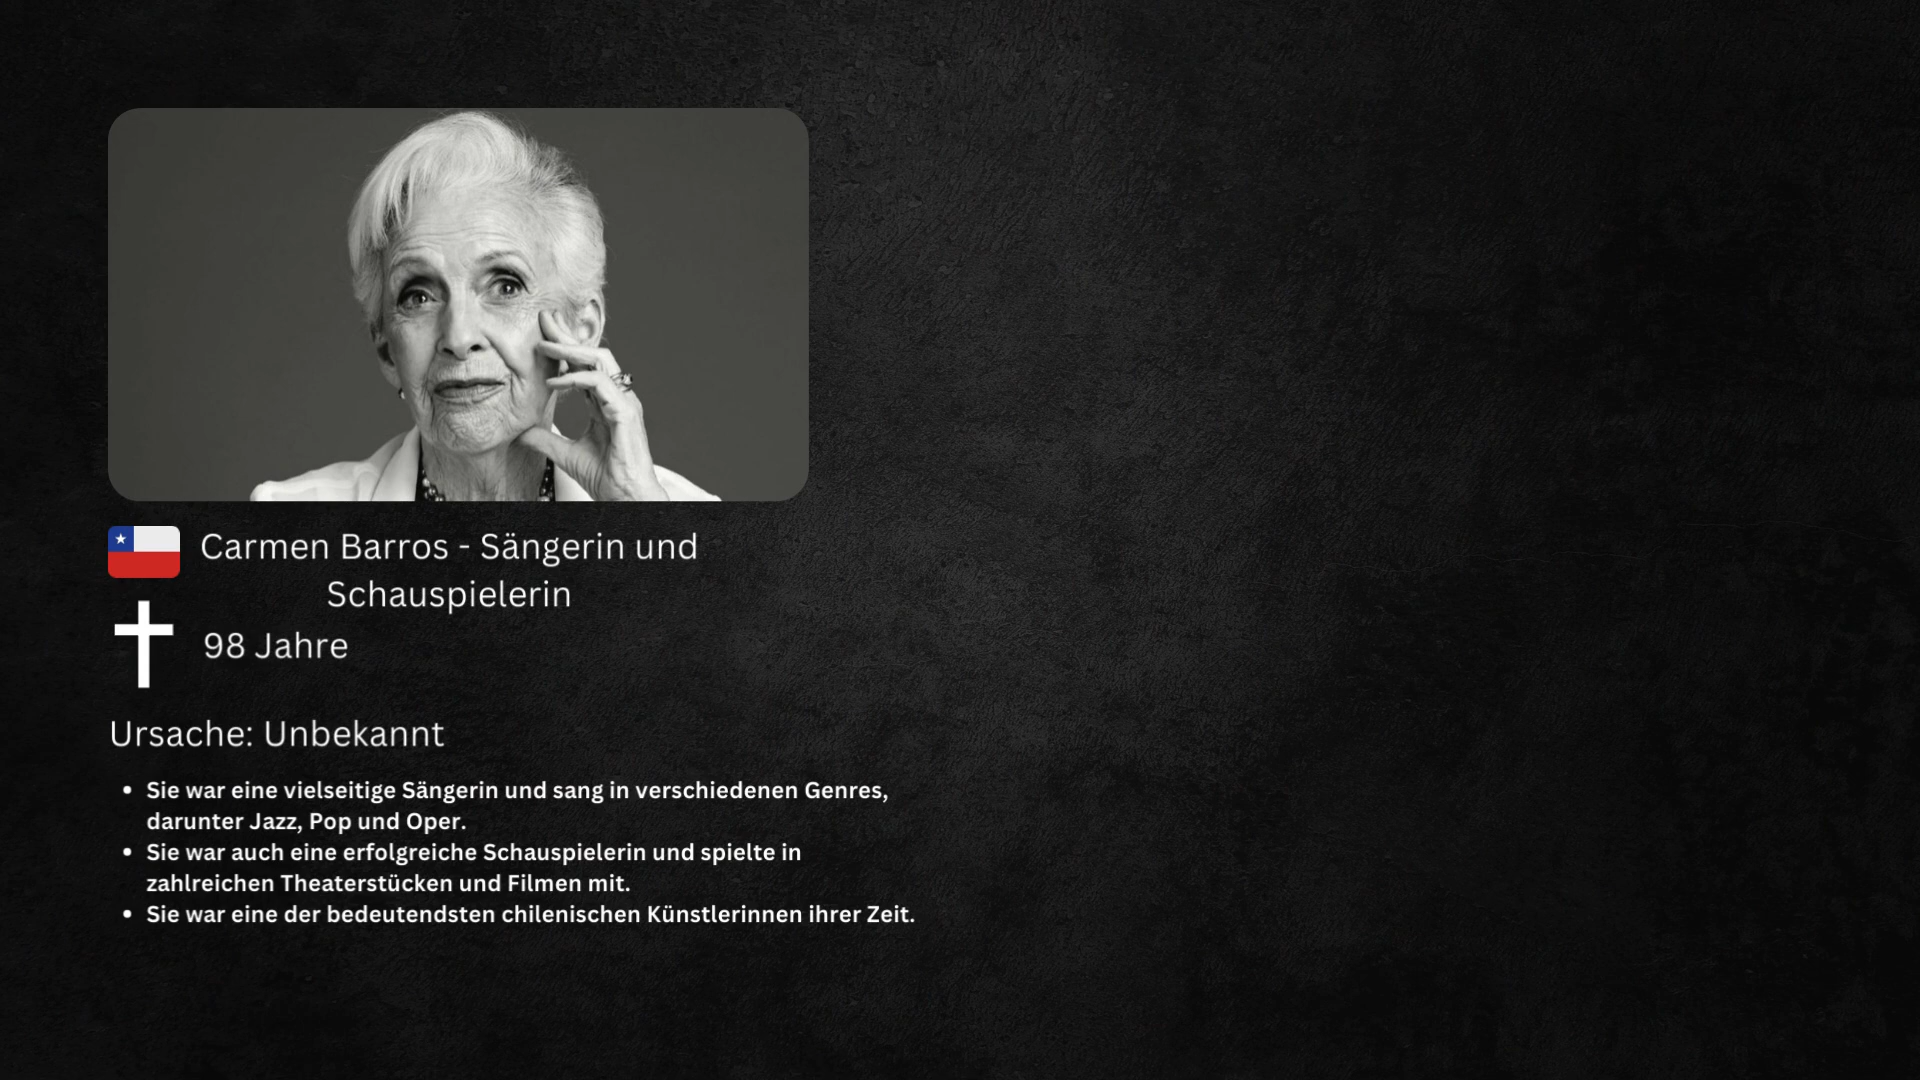 Carmen Barros - Sängerin und
Schauspielerin
98 Jahre
Ursache: Unbekannt
• Sie war eine vielseitige Sängerin und sang in verschiedenen Genres,
darunter Jazz, Pop und Oper.
• Sie war auch eine erfolgreiche Schauspielerin und spielte in
zahlreichen Theaterstücken und Filmen mit.
• Sie war eine der bedeutendsten chilenischen Künstlerinnen ihrer Zeit.